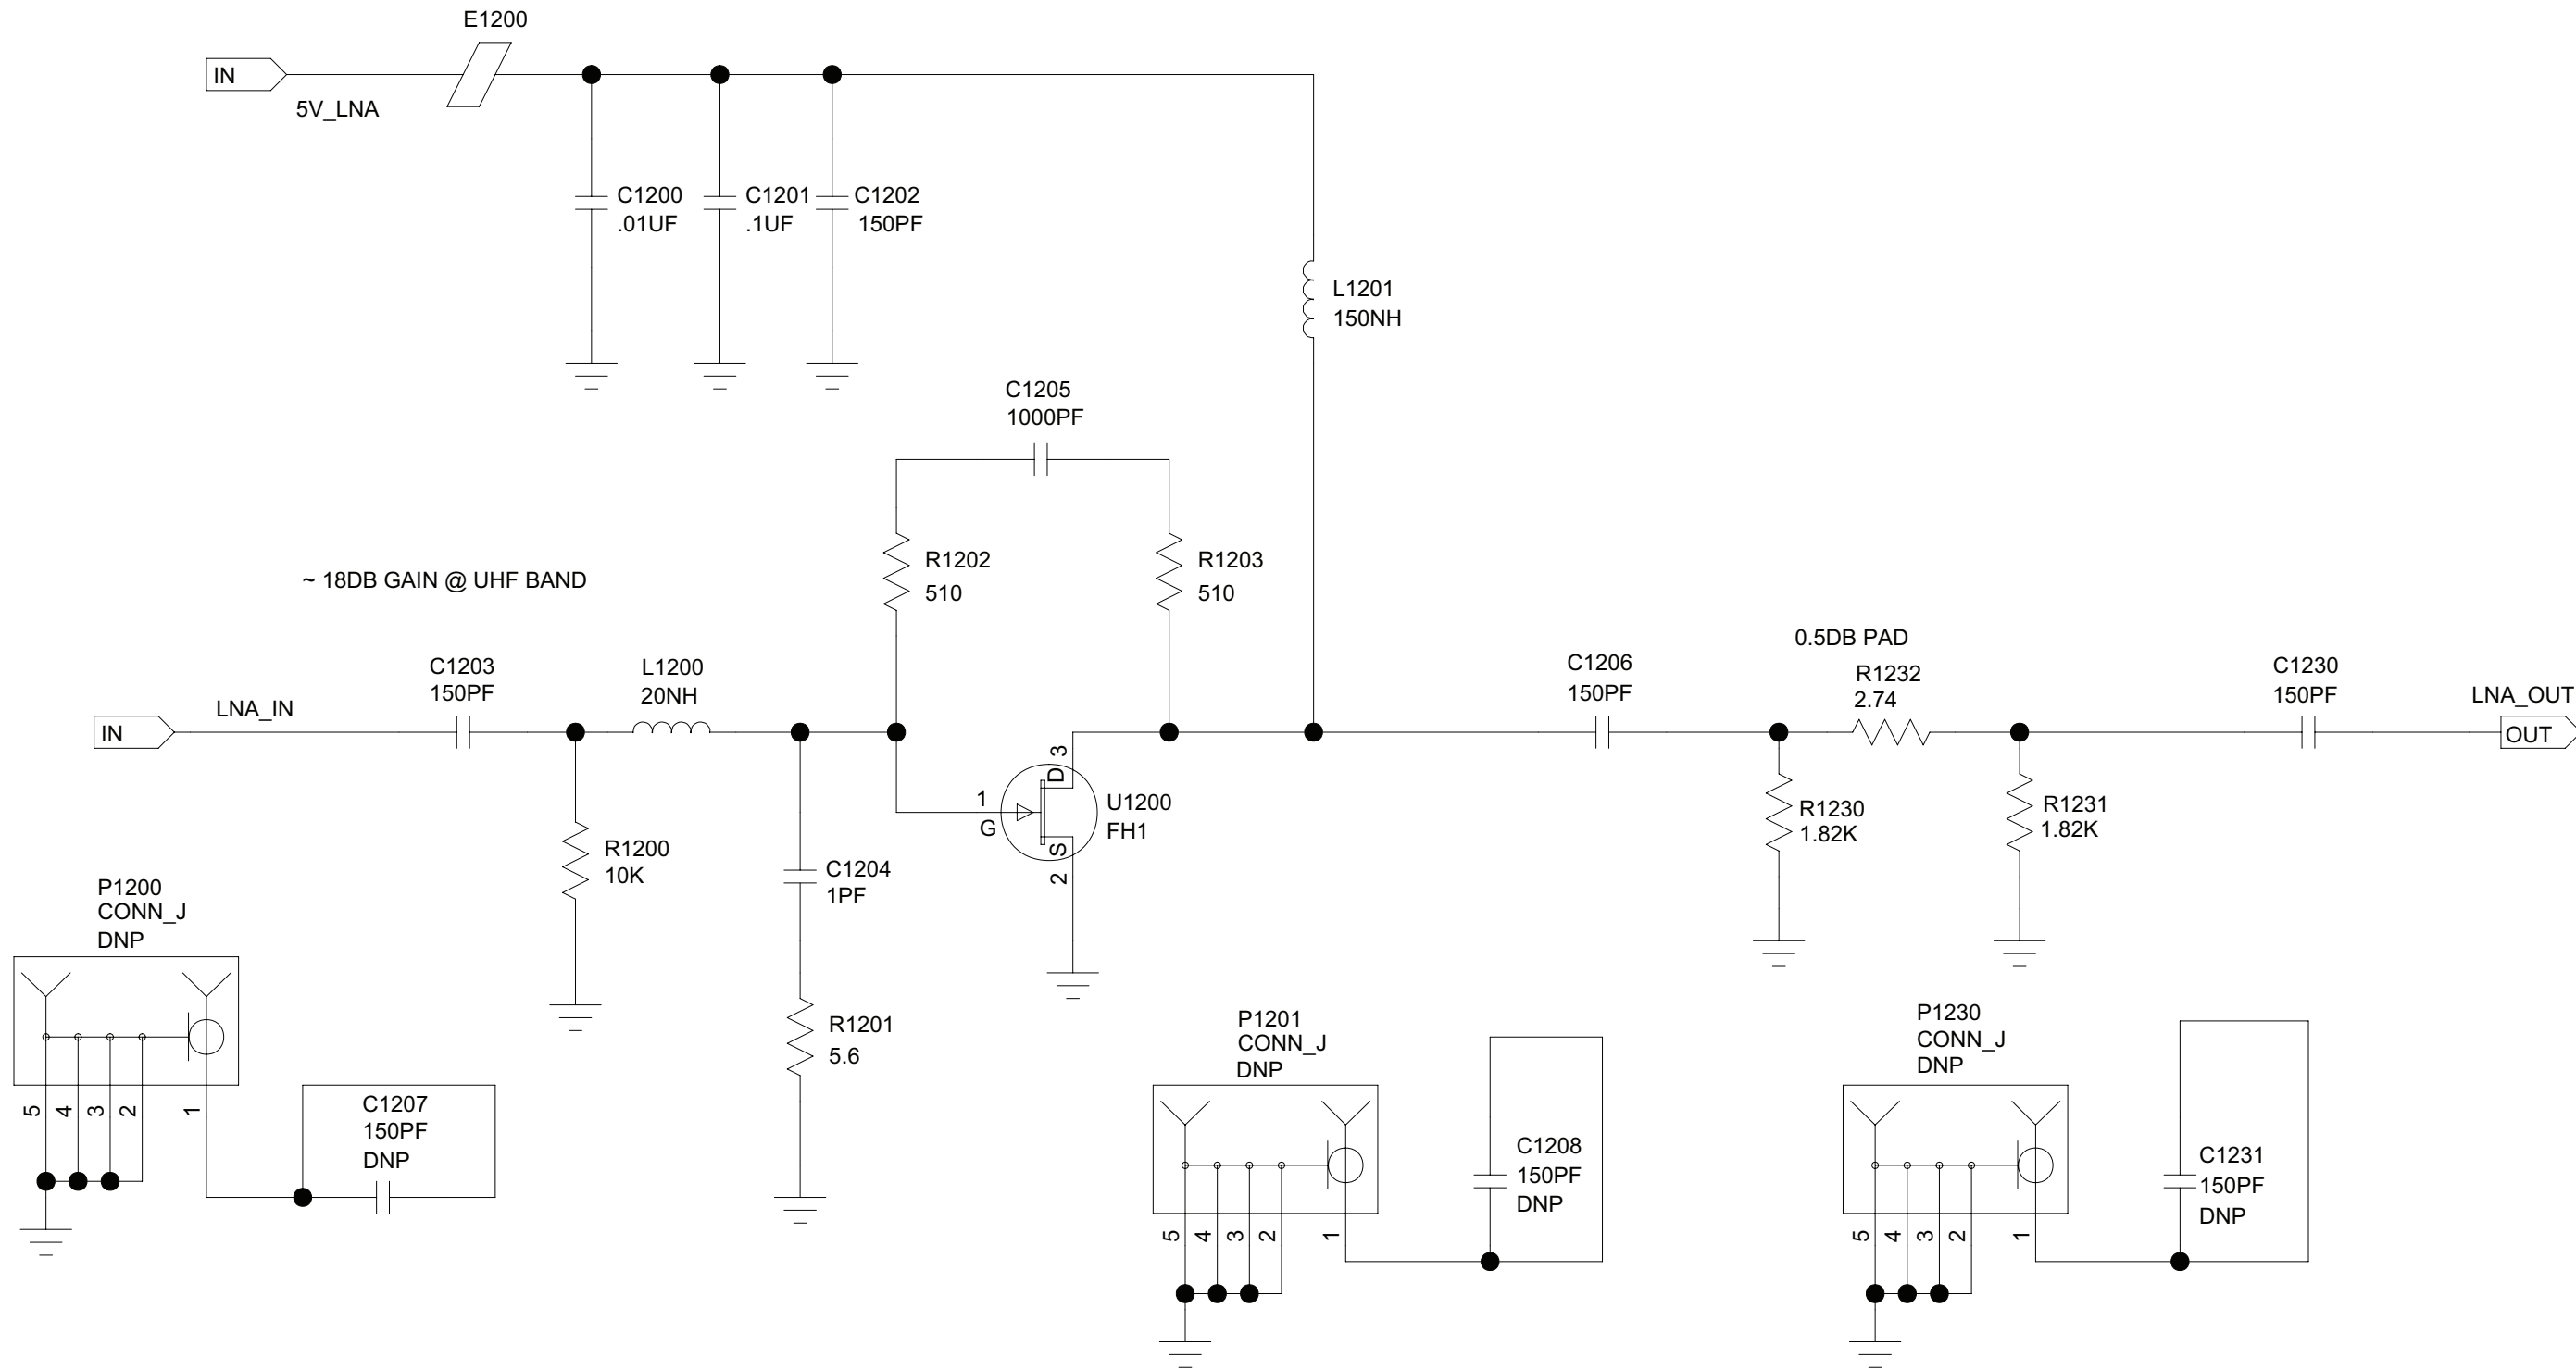 E1200
IN
5V_LNA
C1200
.01UF
C1201
.1UF
C1202
150PF
L1201
150NH
C1205
1000PF
R1202
510
R1203
510
~ 18DB GAIN @ UHF BAND
IN
LNA_IN
C1203
150PF
L1200
20NH
R1200
10K
C1204
1PF
R1201
5.6
1
G
D
3
S
2
U1200
FH1
C1206
150PF
0.5DB PAD
R1232
2.74
R1230
1.82K
R1231
1.82K
C1230
150PF
LNA_OUT
OUT
P1200
CONN_J
DNP
5
4
3
2
1
C1207
150PF
DNP
P1201
CONN_J
DNP
5
4
3
2
1
C1208
150PF
DNP
P1230
CONN_J
DNP
5
4
3
2
1
C1231
150PF
DNP